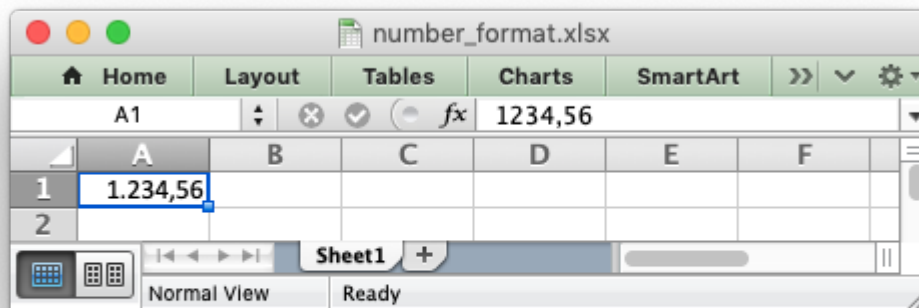 number_format.xlsx
Home Layout Tables Charts SmartArt
A1 fx 1234,56
A B C D E F
1 1.234,56
2
Sheet1 +
Normal View Ready